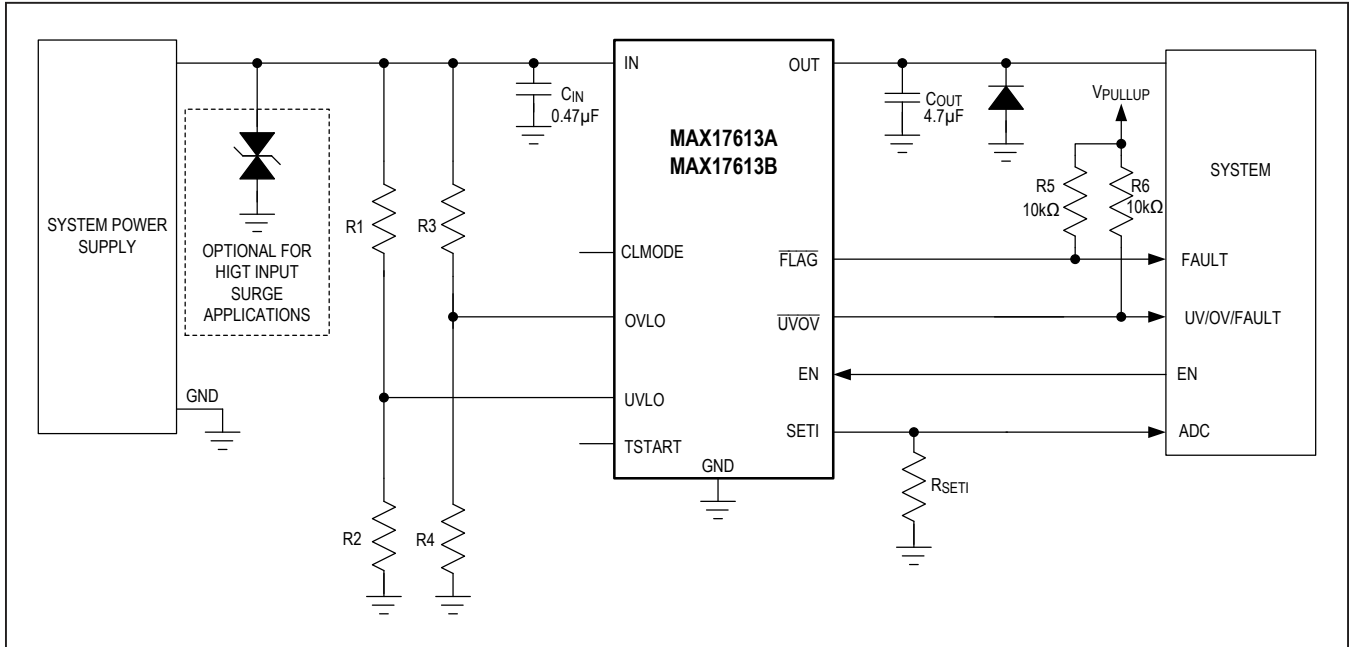 SYSTEM POWER
SUPPLY
GND
OPTIONAL FOR
HIGT INPUT
SURGE
APPLICATIONS
R1
R2
R3
R4
CIN
0.47µF
IN
CLMODE
OVLO
UVLO
TSTART
MAX17613A
MAX17613B
GND
OUT
FLAG
UVOV
EN
SETI
COUT
4.7µF
VPULLUP
R5
10kΩ
R6
10kΩ
RSETI
SYSTEM
FAULT
UV/OV/FAULT
EN
ADC